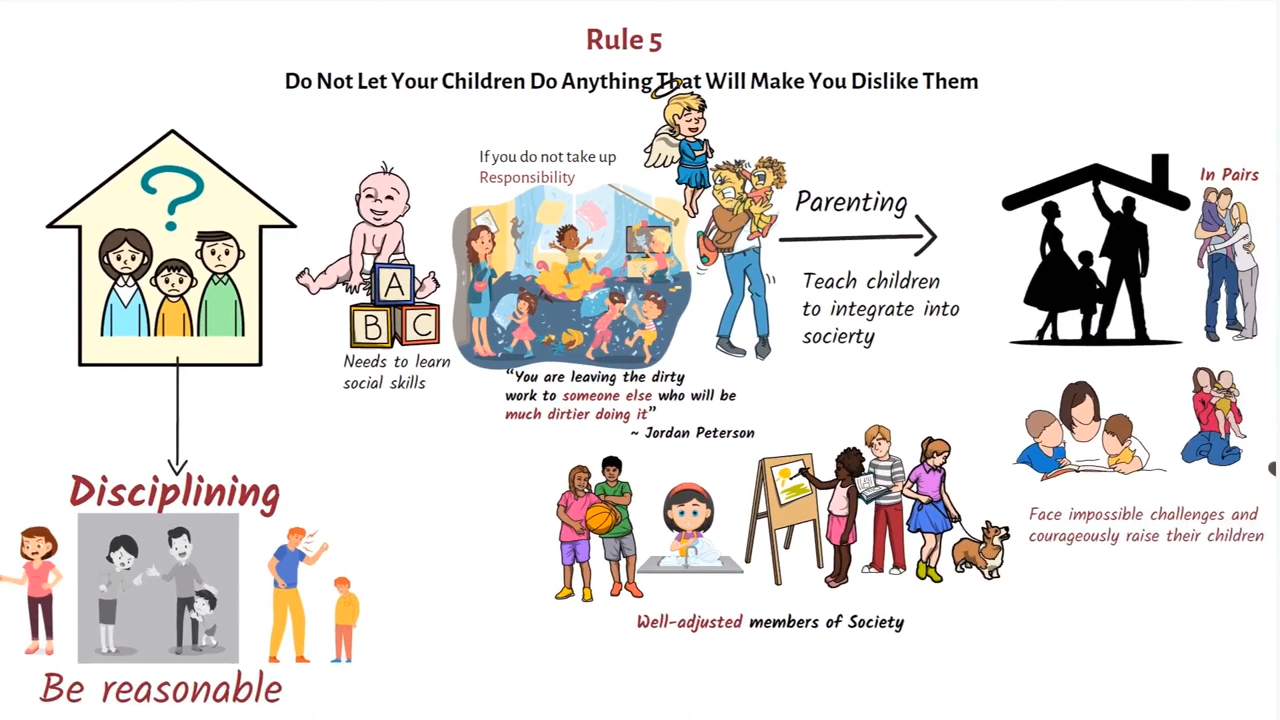 Rule 5
Do Not Let Your Children Do Anything That Will Make You Dislike Them
?
If you do not take up
Responsibility
A
B C
Needs to learn
social skills
"You are leaving the dirty
work to someone else who will be
much dirtier doing it"
~ Jordan Peterson
Parenting
Teach children
to integrate into
socierty
In Pairs
Face impossible challenges and
courageously raise their children
Disciplining
Be reasonable
Well-adjusted members of Society